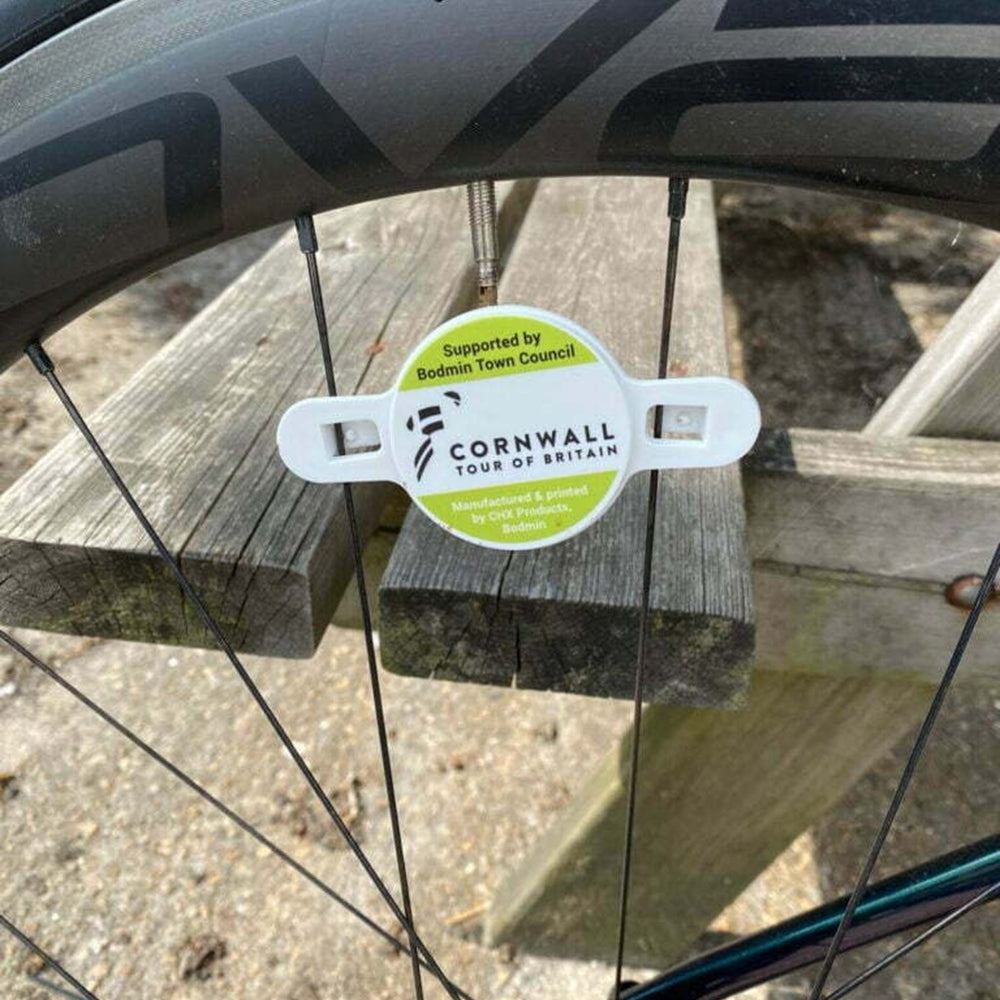 Supported by
Bodmin Town Council
CORNWALL
TOUR OF BRITAIN
Manufactured & printed
by CHX Products,
Bodmin